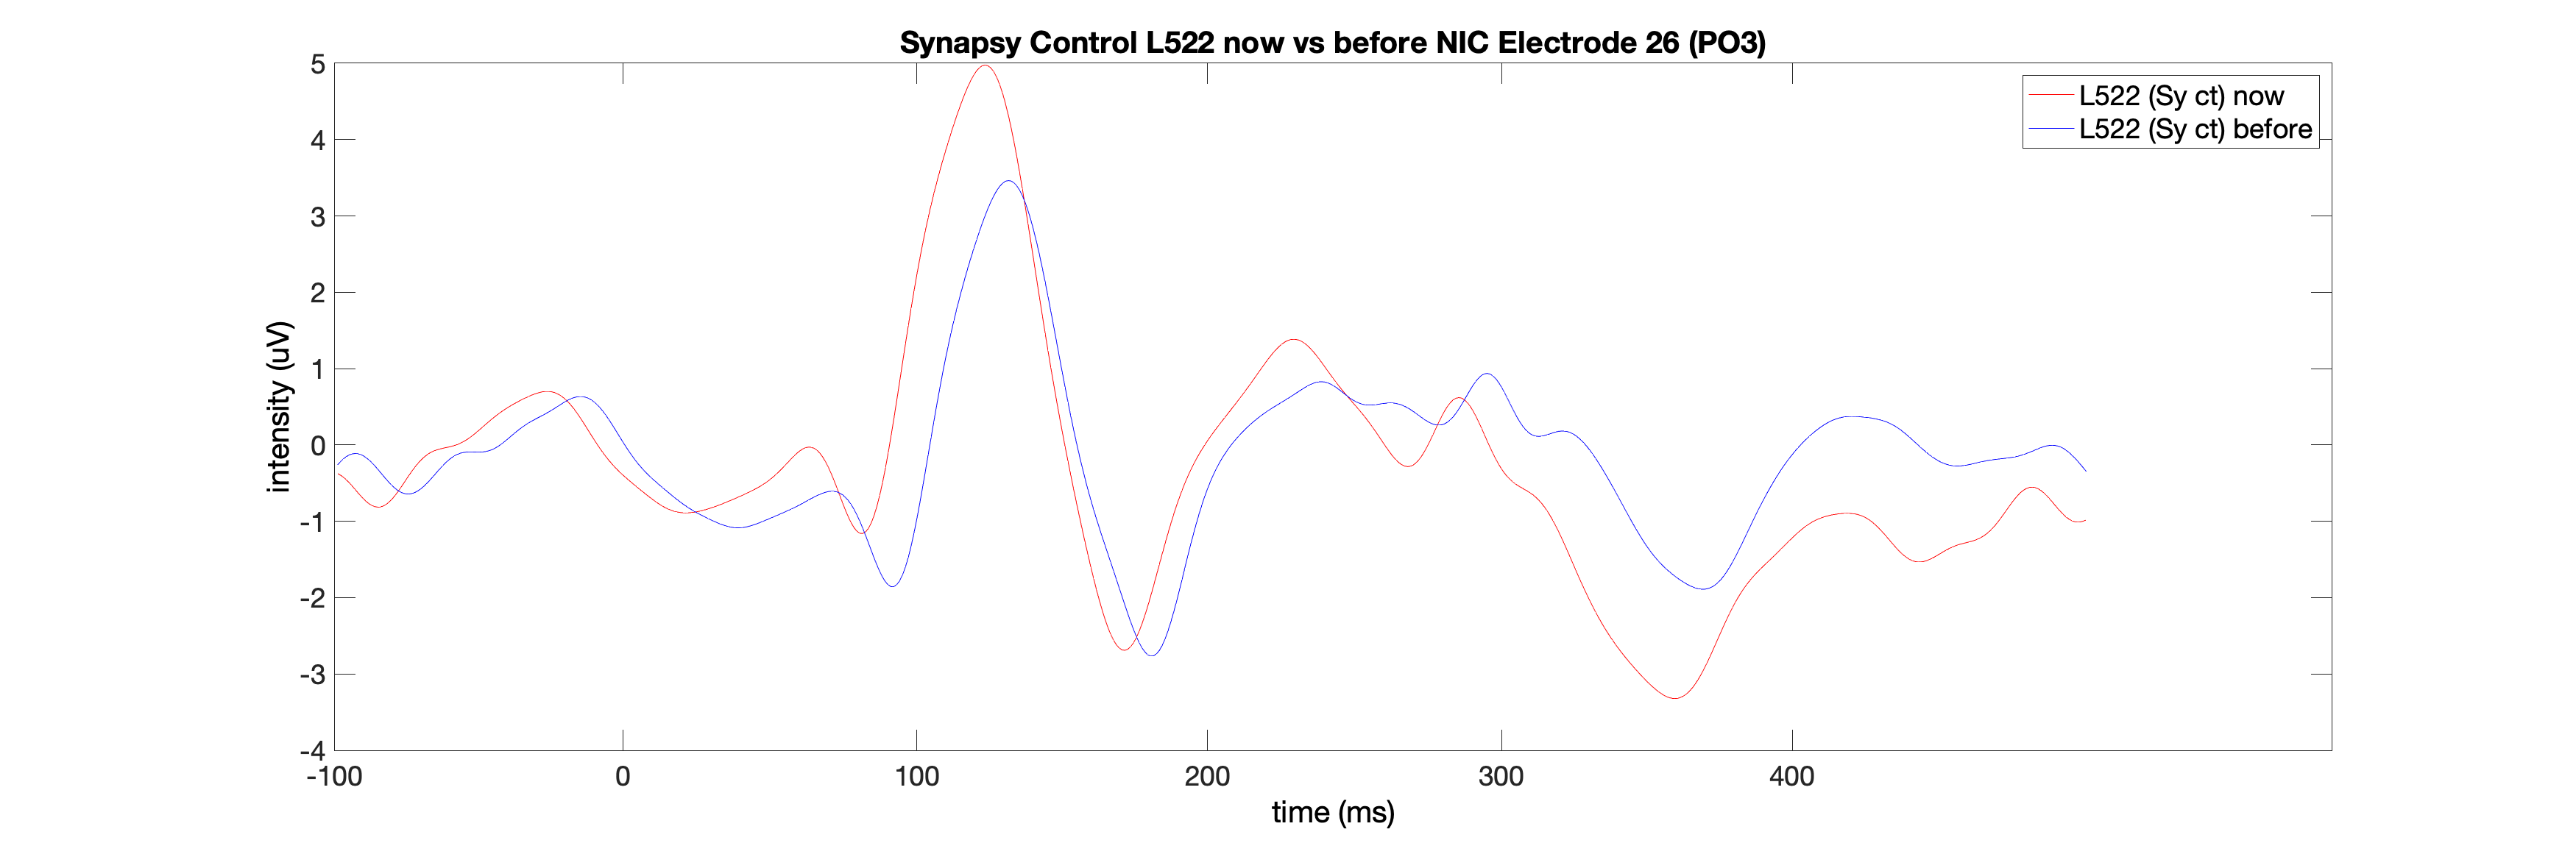 Synapsy Control L522 now vs before NIC Electrode 26 (PO3)
L522 (Sy ct) now
L522 (Sy ct) before
intensity (uV)
5
4
3
2
1
0
-1
-2
-3
-4
-100 0 100 200 300 400
time (ms)